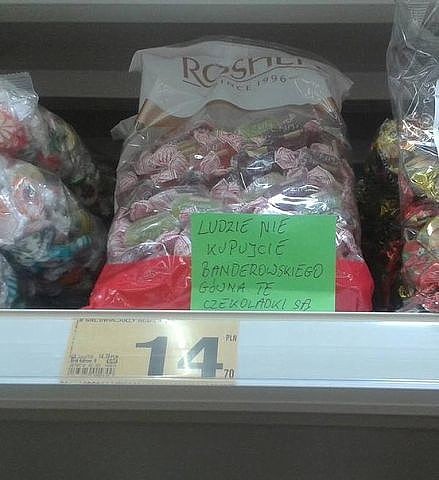 ROSHEN
SINCE 1996
LUDZIE NIE
KUPUJCIE
BANDEROWSKIEGO
GÓWNA TE
CZEKOLADKI SĄ
14
PLN
70